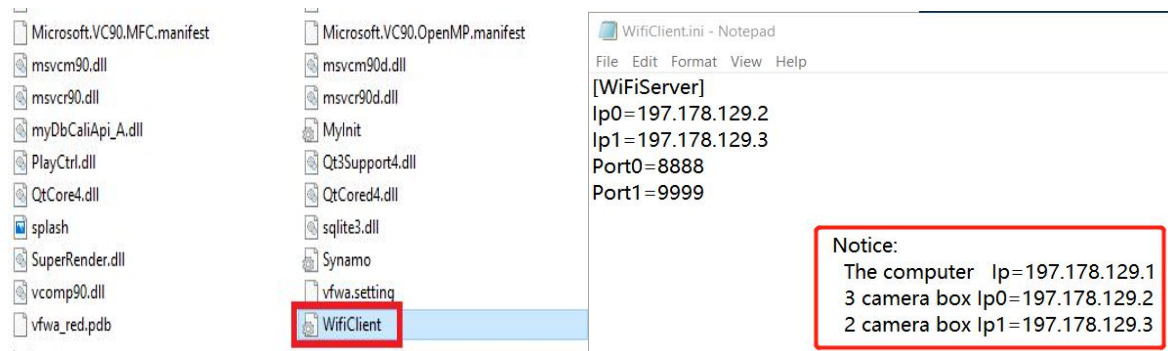 Microsoft.VC90.MFC.manifest
msvcm90.dll
msvcr90.dll
myDbCaliApi_A.dll
PlayCtrl.dll
QtCore4.dll
splash
SuperRender.dll
vcomp90.dll
vfwa_red.pdb
Microsoft.VC90.OpenMP.manifest
msvcm90d.dll
msvcr90d.dll
MyInit
Qt3Support4.dll
QtCored4.dll
sqlite3.dll
Synamo
vfwa.setting
WifiClient
WifiClient.ini - Notepad
File Edit Format View Help
[WiFiServer]
Ip0=197.178.129.2
Ip1=197.178.129.3
Port0=8888
Port1=9999
Notice:
The computer Ip=197.178.129.1
3 camera box Ip0=197.178.129.2
2 camera box Ip1=197.178.129.3